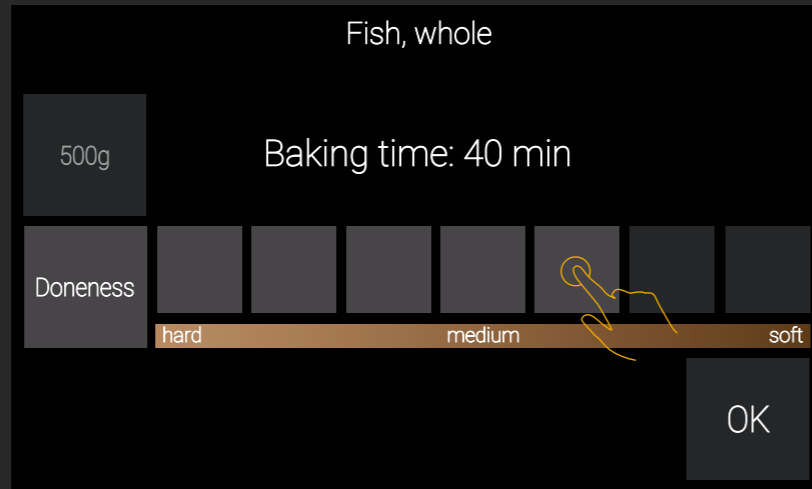 Fish, whole
500g
Baking time: 40 min
Doneness
hard medium soft
OK